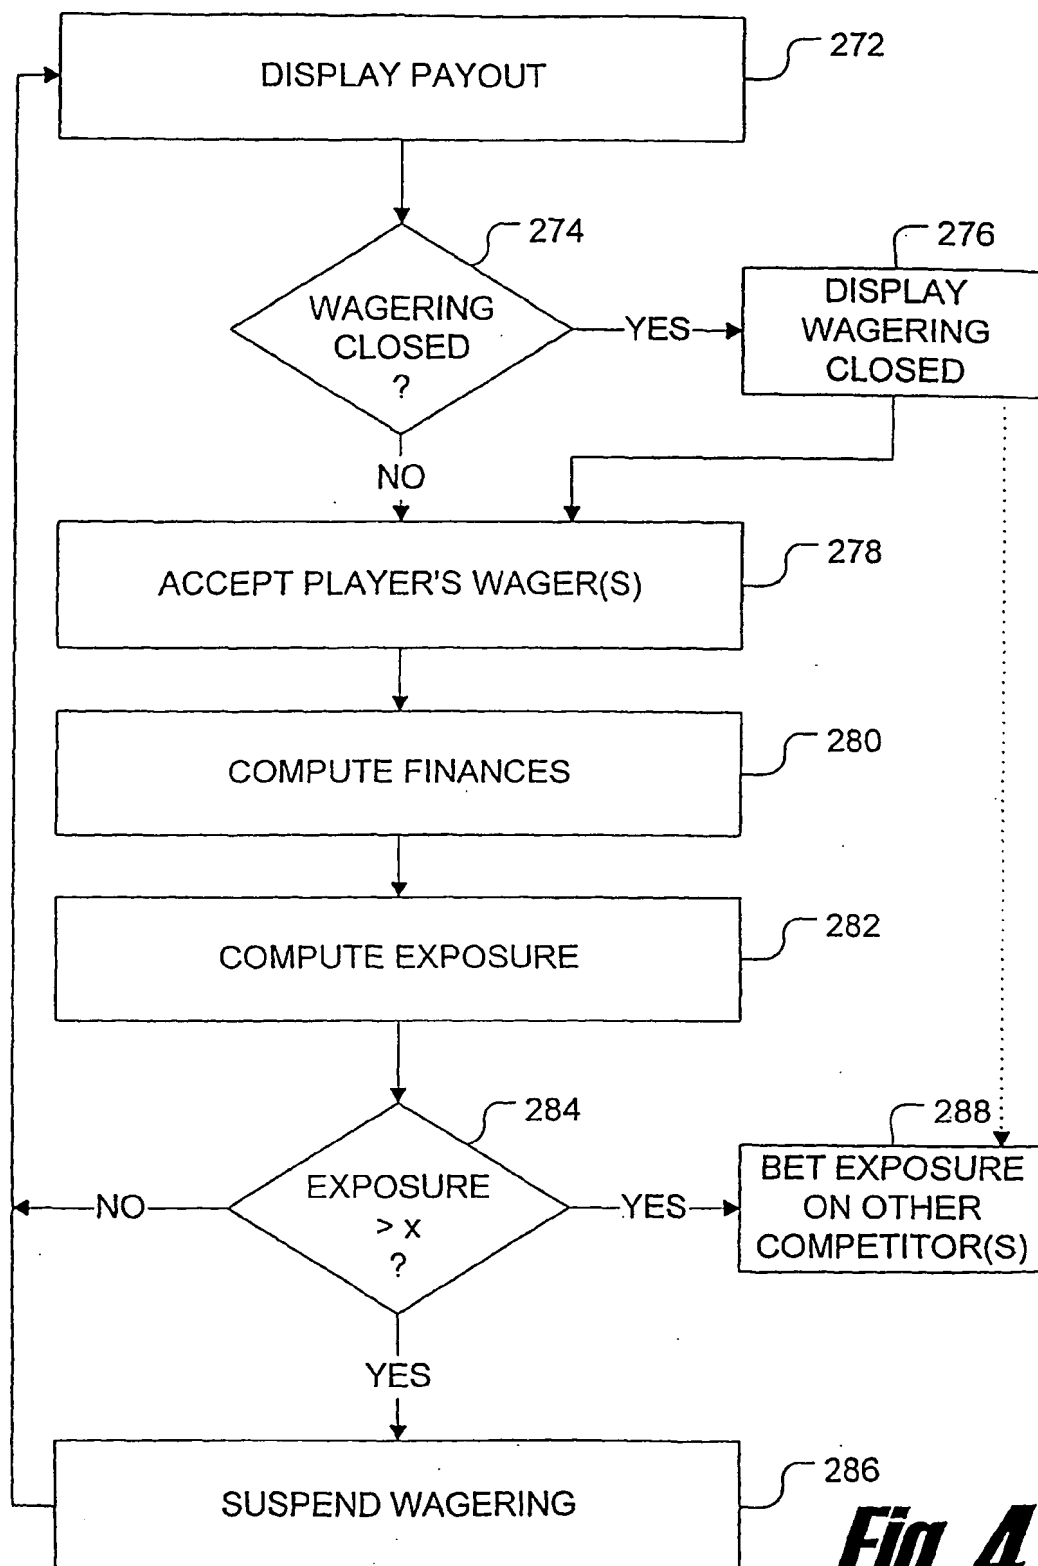 272
DISPLAY PAYOUT
274
276
WAGERING
CLOSED
?
YES
DISPLAY
WAGERING
CLOSED
NO
278
ACCEPT PLAYER'S WAGER(S)
280
COMPUTE FINANCES
282
COMPUTE EXPOSURE
284
288
EXPOSURE
> x
?
NO
YES
BET EXPOSURE
ON OTHER
COMPETITOR(S)
YES
286
SUSPEND WAGERING
Fig. 4